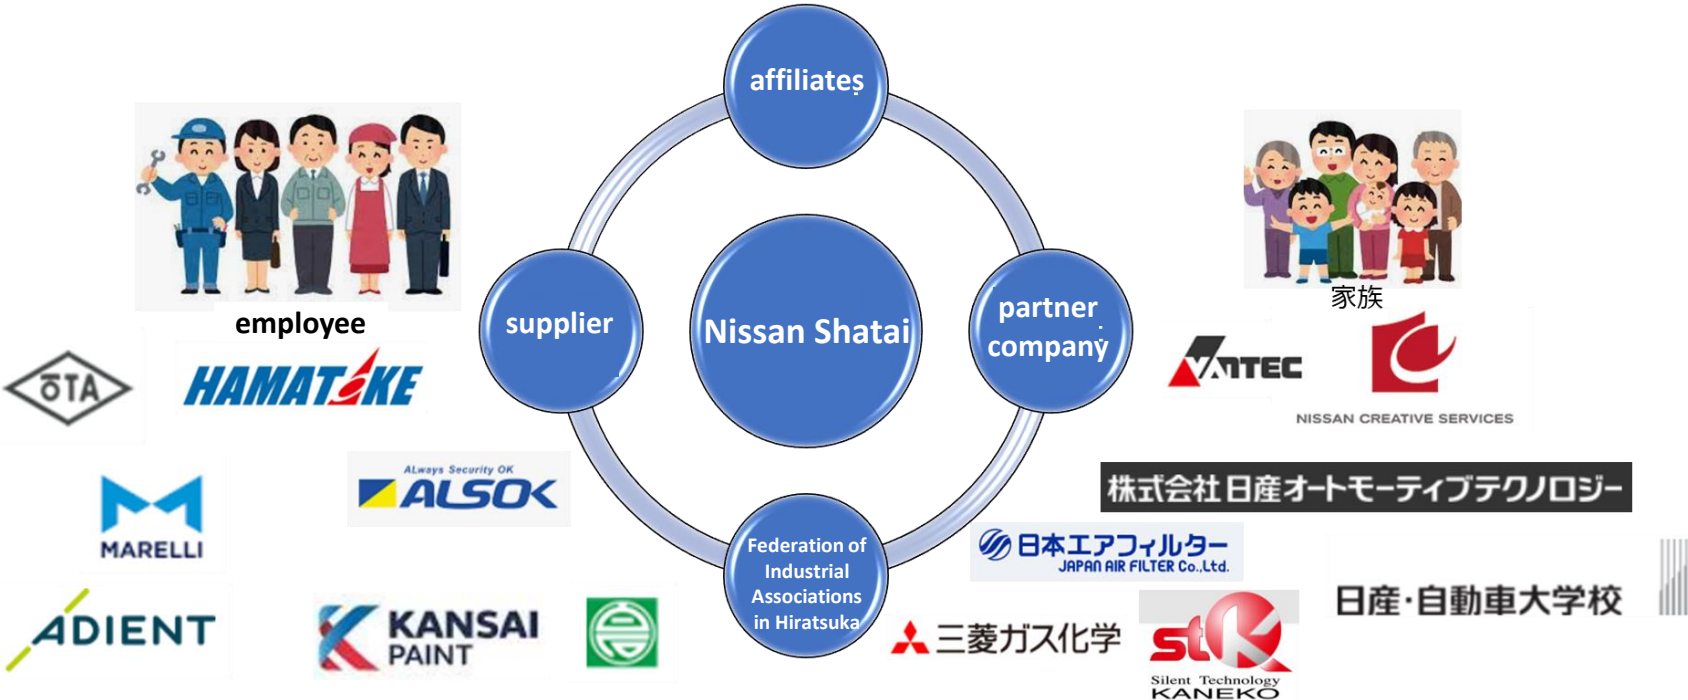 affiliates
employee
supplier
Nissan Shatai
partner
company
家族
ŌTA
HAMATŌKE
VANTEC
NISSAN CREATIVE SERVICES
MARELLI
ALways Security OK
ALSOK
株式会社日産オートモーティブテクノロジー
Federation of
Industrial
Associations
in Hiratsuka
日本エアフィルター
JAPAN AIR FILTER Co.,Ltd.
日産・自動車大学校
ADIENT
KANSAI
PAINT
三菱ガス化学
STK
Silent Technology
KANEKO